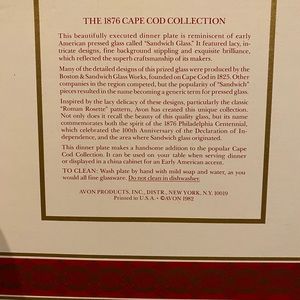 THE 1876 CAPE COD COLLECTION
This beautifully executed dinner plate is reminiscent of early
American pressed glass called "Sandwich Glass." It featured lacy, in-
tricate designs, fine background stippling and exquisite brilliance,
which reflected the superb craftsmanship of its makers.
Many of the detailed designs of this prized glass were produced by the
Boston & Sandwich Glass Works, founded on Cape Cod in 1825. Other
companies in the region competed, but the popularity of "Sandwich"
pieces resulted in the name becoming a generic term for pressed glass.
Inspired by the lacy delicacy of these designs, particularly the classic
"Roman Rosette" pattern, Avon has created this unique collection.
Not only does it recall the beauty of this quality glass, but its name
commemorates both the spirit of the 1876 Philadelphia Centennial,
which celebrated the 100th Anniversary of the Declaration of In-
dependence, and the area where Sandwich glass originated.
This dinner plate makes a handsome addition to the popular Cape
Cod Collection. It can be used on your table when serving dinner
or displayed in a china cabinet for an Early American accent.
TO CLEAN: Wash plate by hand with mild soap and water, as you
would all fine glassware. Do not clean in dishwasher.
AVON PRODUCTS, INC., DISTR., NEW YORK, N.Y. 10019
Printed in U.S.A. • ©AVON 1982